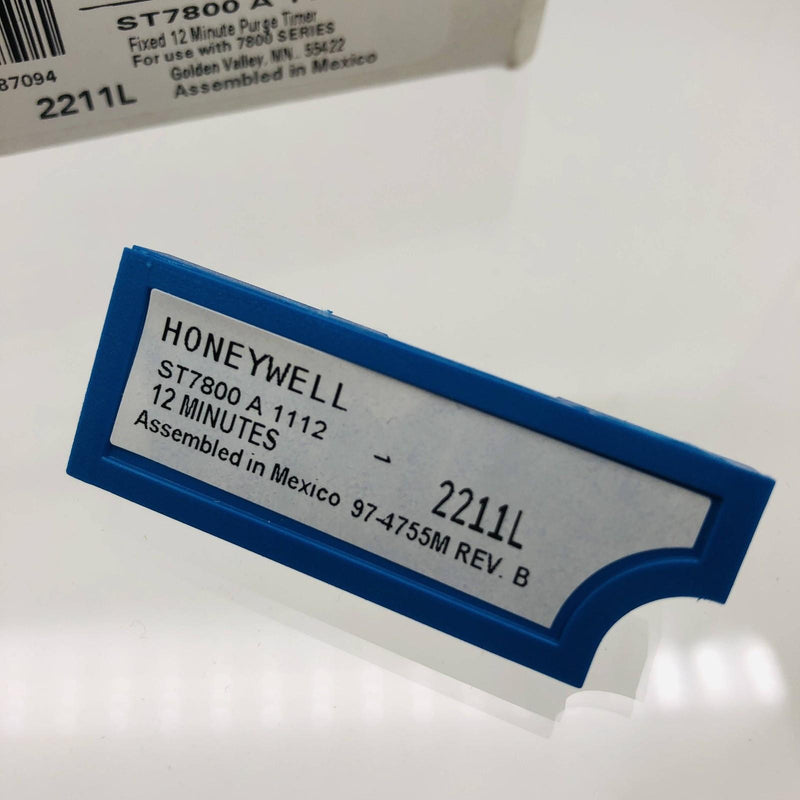 ST7800 A
Fixed 12 Minute Purge Timer
For use with 7800 SERIES
Golden Valley, MN.. 55422
Assembled in Mexico
87094
2211L
HONEYWELL
ST7800 A 1112
12 MINUTES
Assembled in Mexico
2211L
97-4755M REV. B